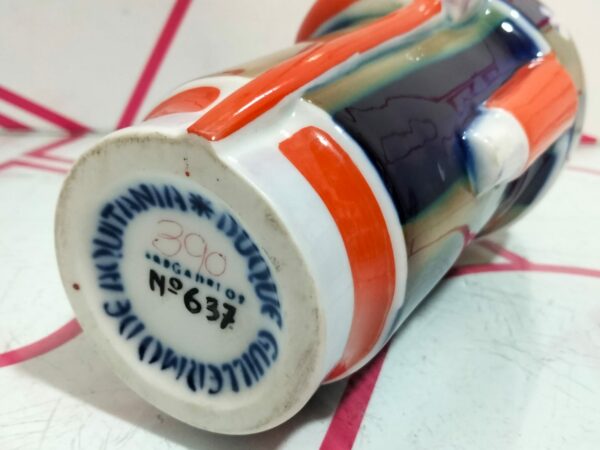 DUQUE GUILLERMO DE AQUITANIA *
390
SARGADELOS
Nº 637